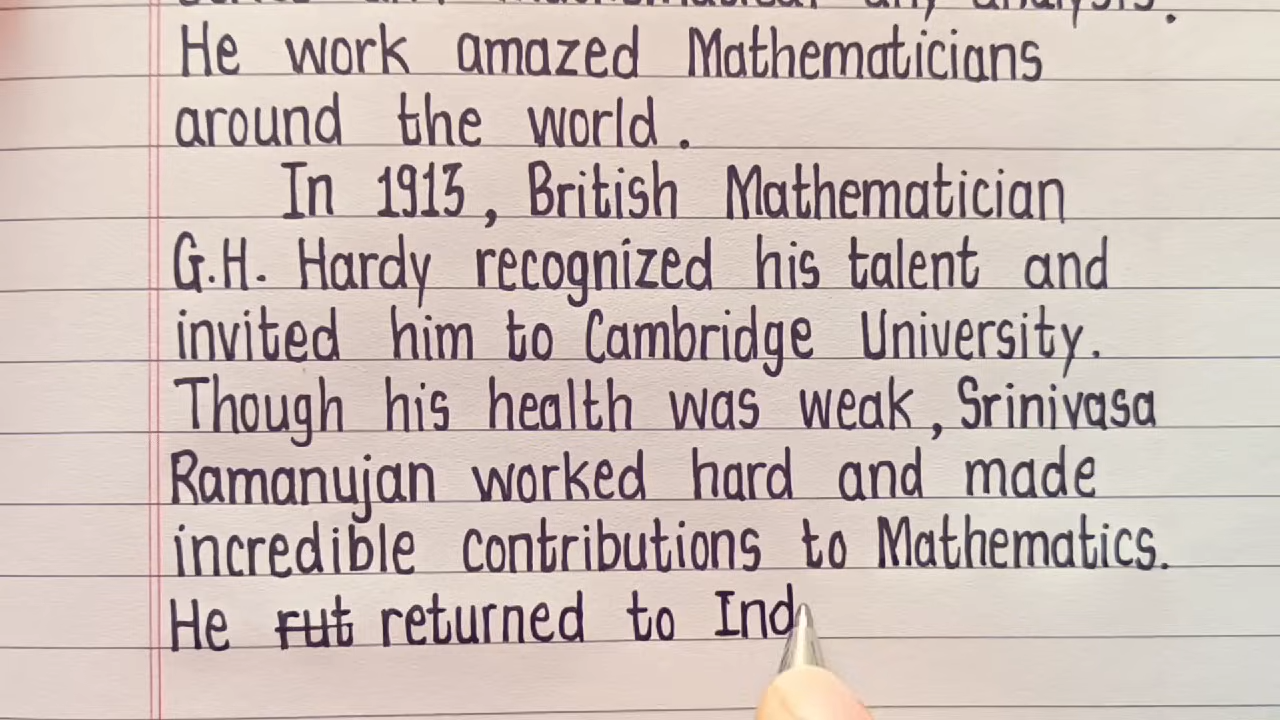 analysis.
He work amazed Mathematicians
around the world.
In 1913, British Mathematician
G.H. Hardy recognized his talent and
invited him to Cambridge University.
Though his health was weak, Srinivasa
Ramanujan worked hard and made
incredible contributions to Mathematics.
He rut returned to Ind